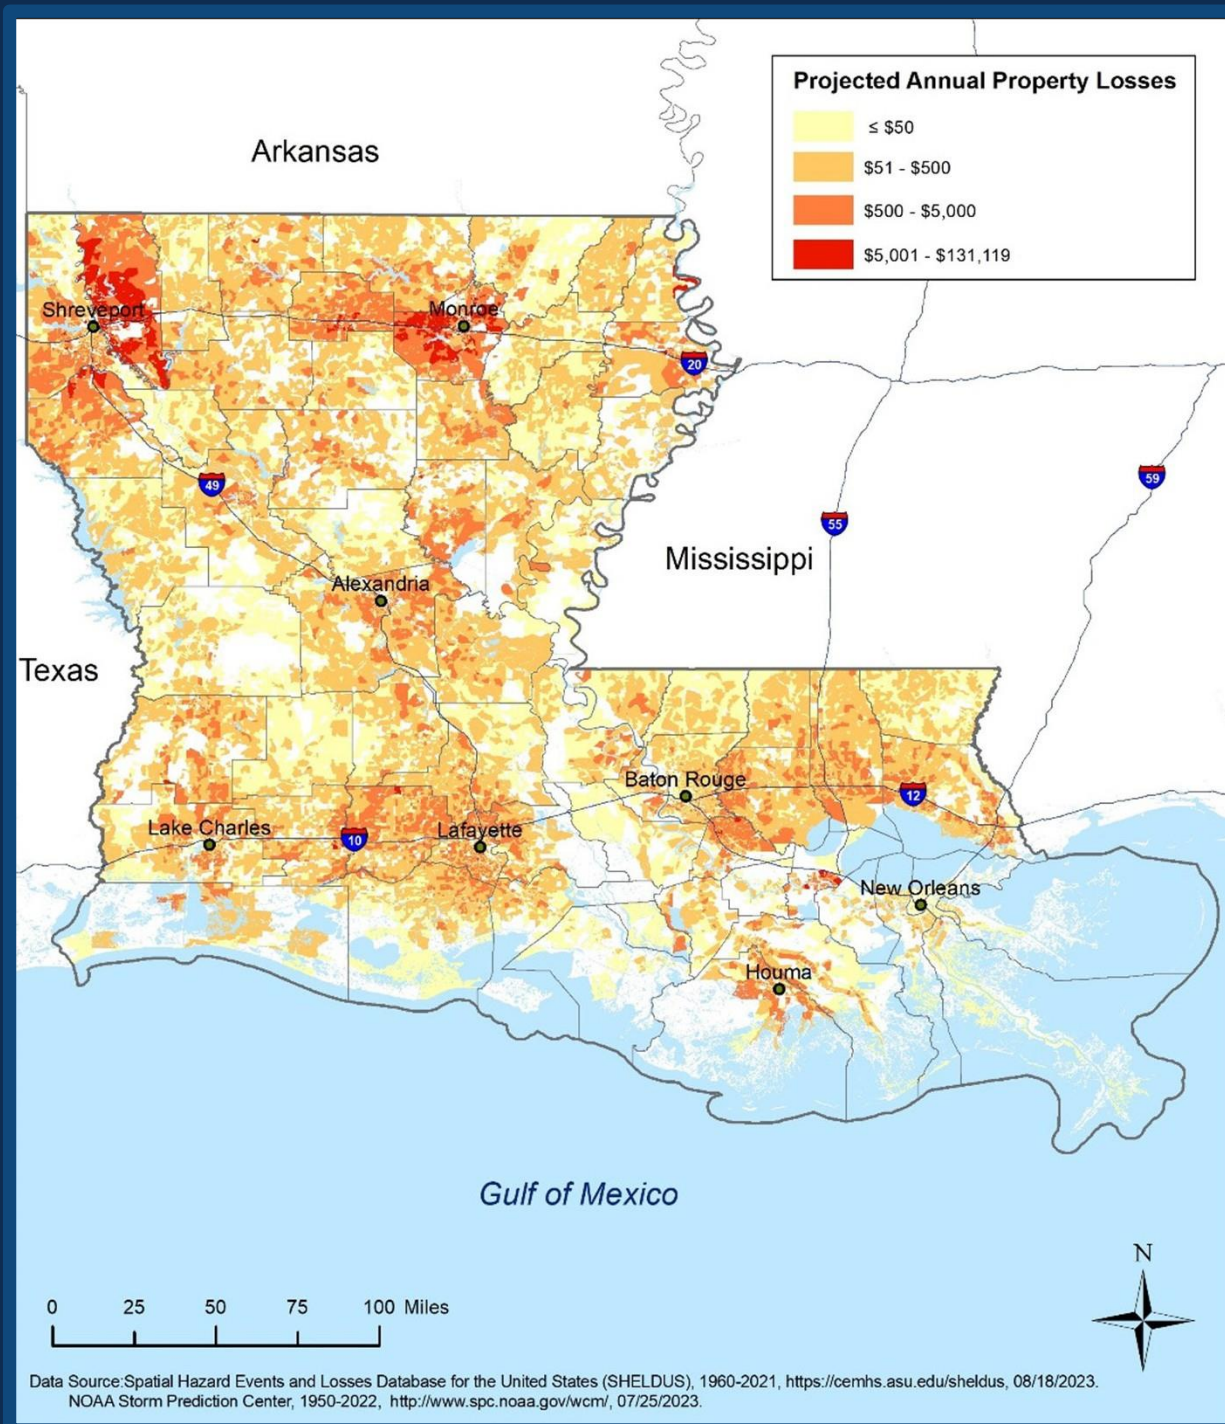 Projected Annual Property Losses
≤ $50
$51 - $500
$500 - $5,000
$5,001 - $131,119
Arkansas
Shreveport
Monroe
20
49
59
55
Mississippi
Alexandria
Texas
Baton Rouge
12
Lake Charles
10
Lafayette
New Orleans
Houma
Gulf of Mexico
N
0 25 50 75 100 Miles
Data Source:Spatial Hazard Events and Losses Database for the United States (SHELDUS), 1960-2021, https://cemhs.asu.edu/sheldus, 08/18/2023.
NOAA Storm Prediction Center, 1950-2022, http://www.spc.noaa.gov/wcm/, 07/25/2023.